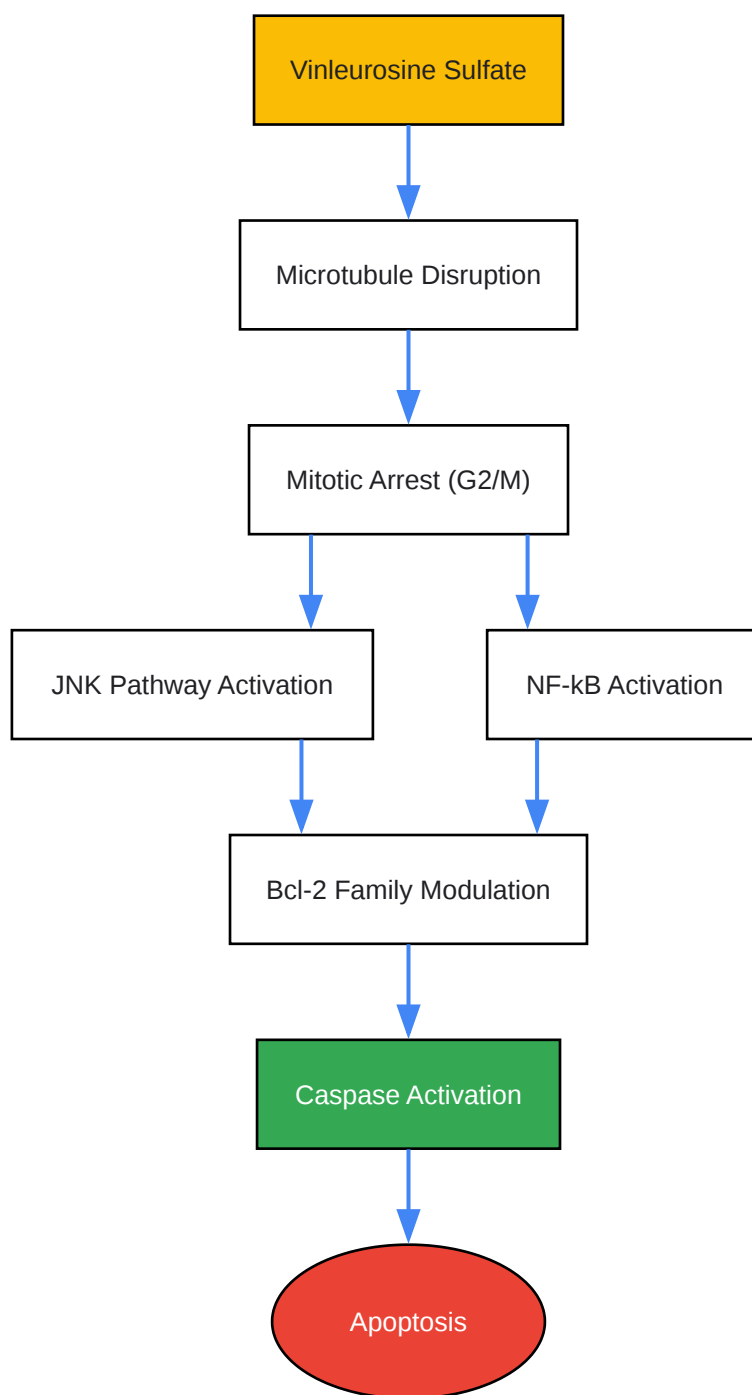 Vinleurosine Sulfate
Microtubule Disruption
Mitotic Arrest (G2/M)
JNK Pathway Activation
NF-kB Activation
Bcl-2 Family Modulation
Caspase Activation
Apoptosis